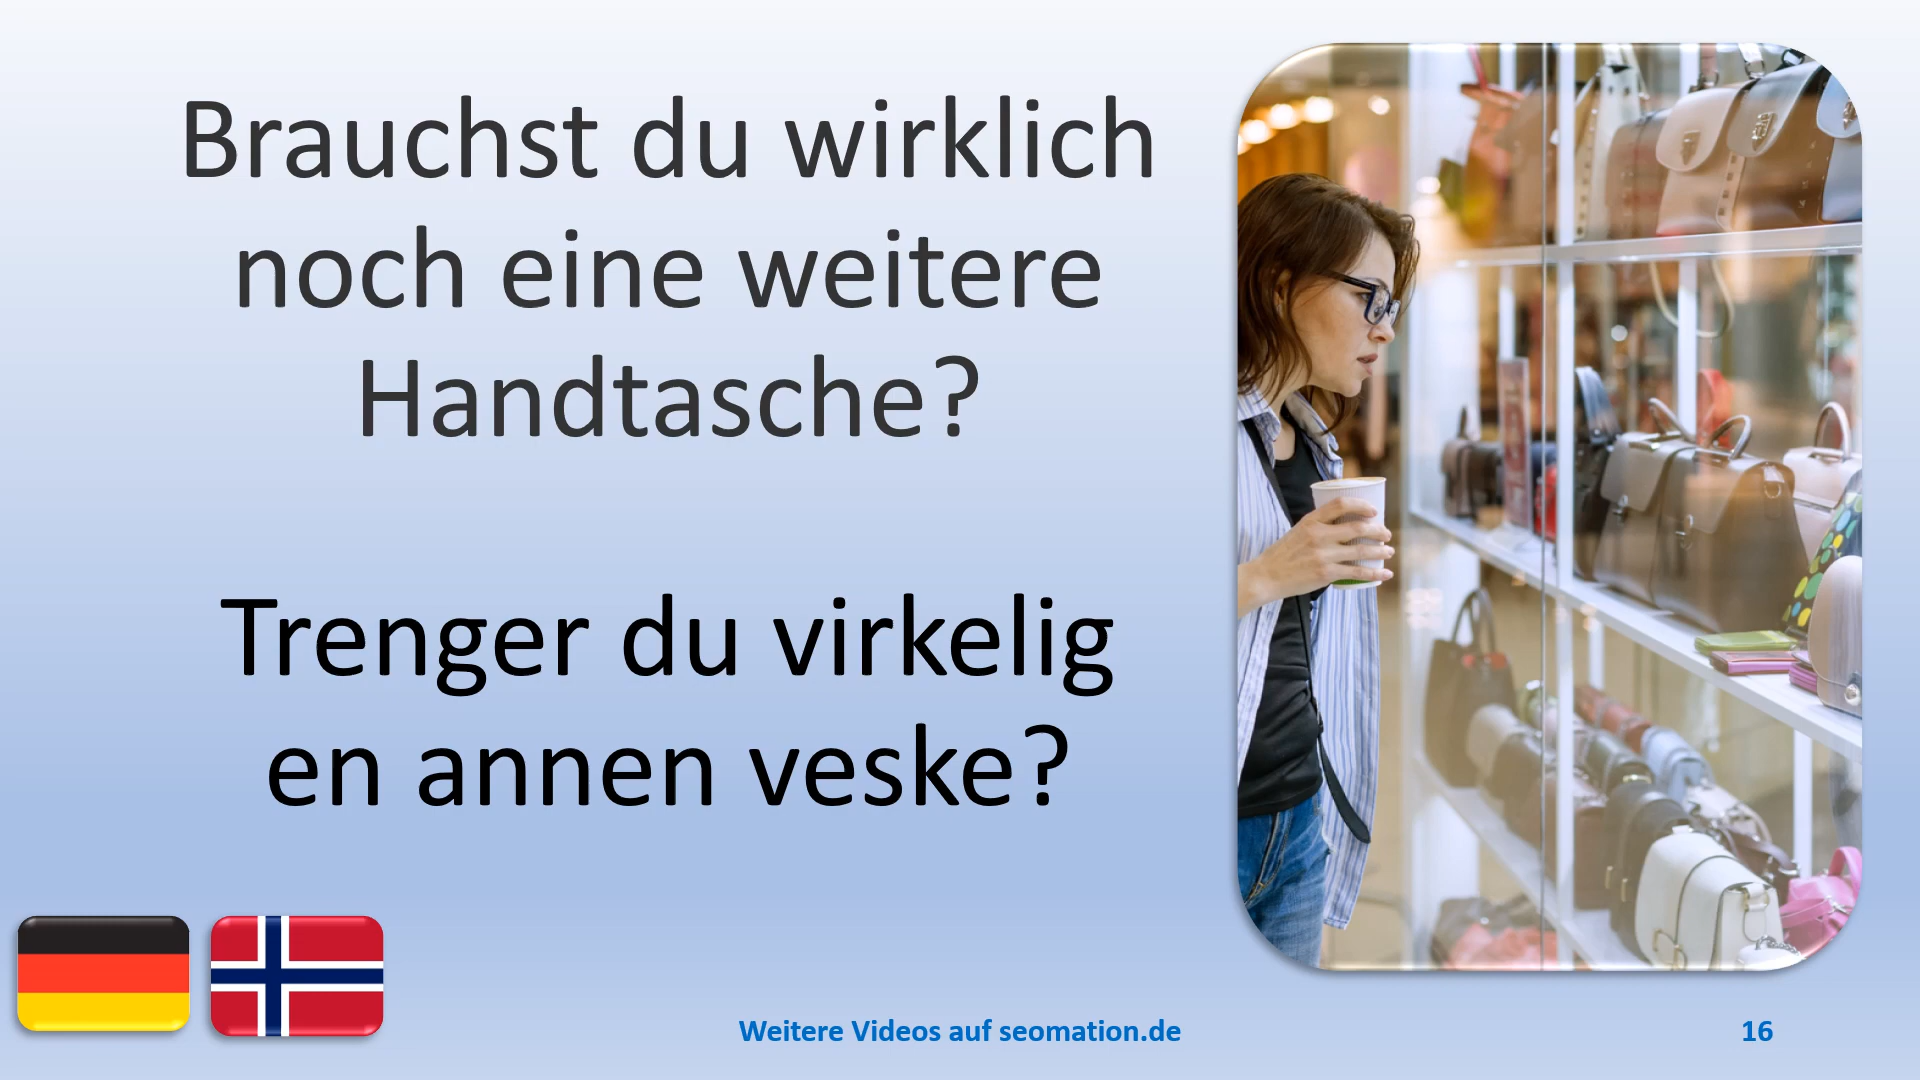 Brauchst du wirklich
noch eine weitere
Handtasche?
Trenger du virkelig
en annen veske?
Weitere Videos auf seomation.de
16